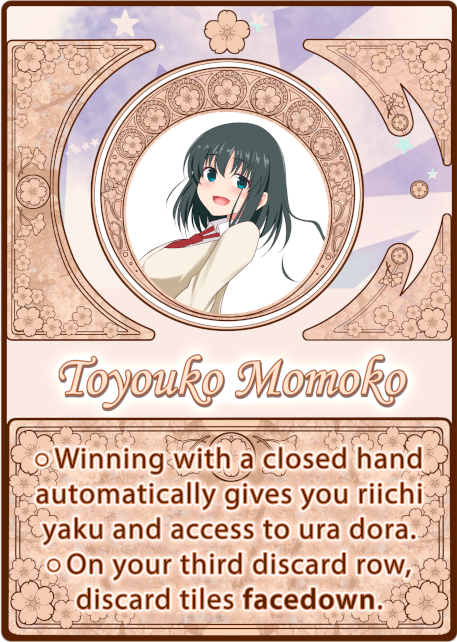 Toyouko Momoko
○Winning with a closed hand
automatically gives you riichi
yaku and access to ura dora.
○On your third discard row,
discard tiles facedown.